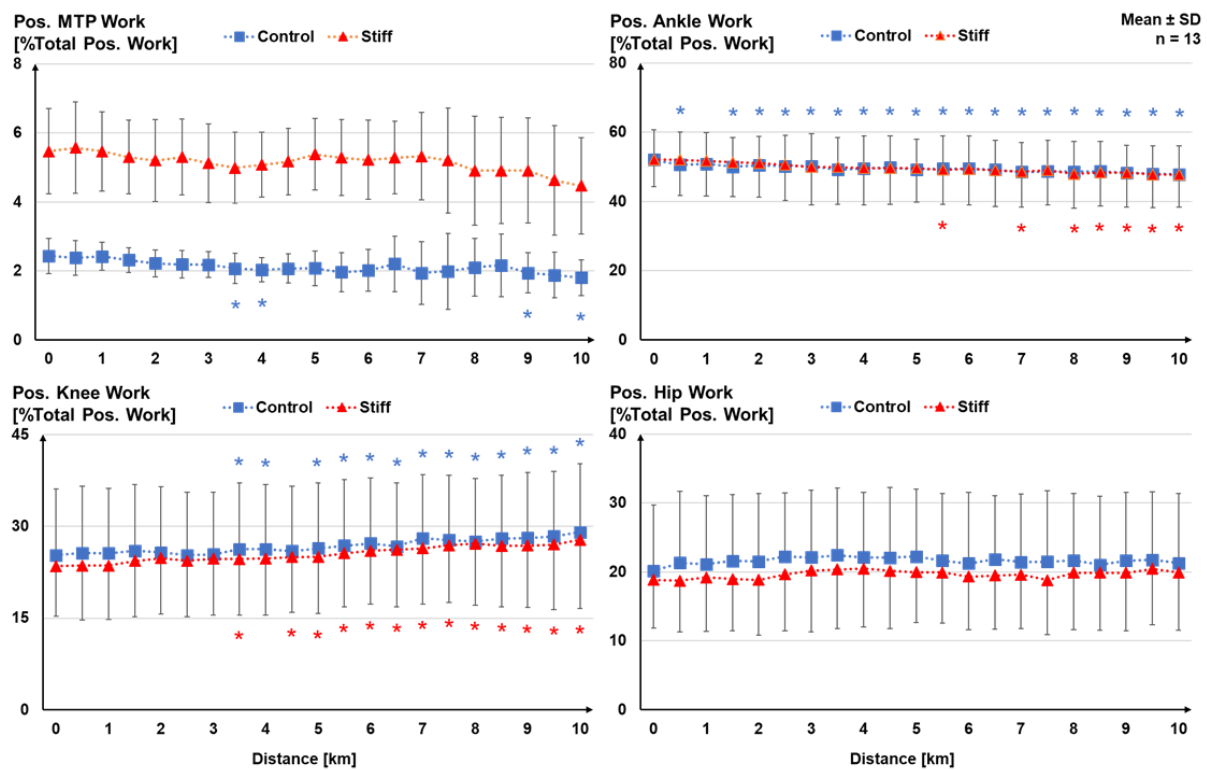 Pos. MTP Work
[%Total Pos. Work]
Control
Stiff
8
6
4
2
0
0 1 2 3 4 5 6 7 8 9 10
* * * *
Pos. Ankle Work
[%Total Pos. Work]
Control
Stiff
Mean ± SD
n = 13
80
* * * * * * * * * * * * * * * * * * *
60
40
* * * * * * *
20
0
0 1 2 3 4 5 6 7 8 9 10
Pos. Knee Work
[%Total Pos. Work]
Control
Stiff
45
* * * * * * * * * * * * *
30
15
* * * * * * * * * * * * *
0
0 1 2 3 4 5 6 7 8 9 10
Distance [km]
Pos. Hip Work
[%Total Pos. Work]
Control
Stiff
40
30
20
10
0
0 1 2 3 4 5 6 7 8 9 10
Distance [km]